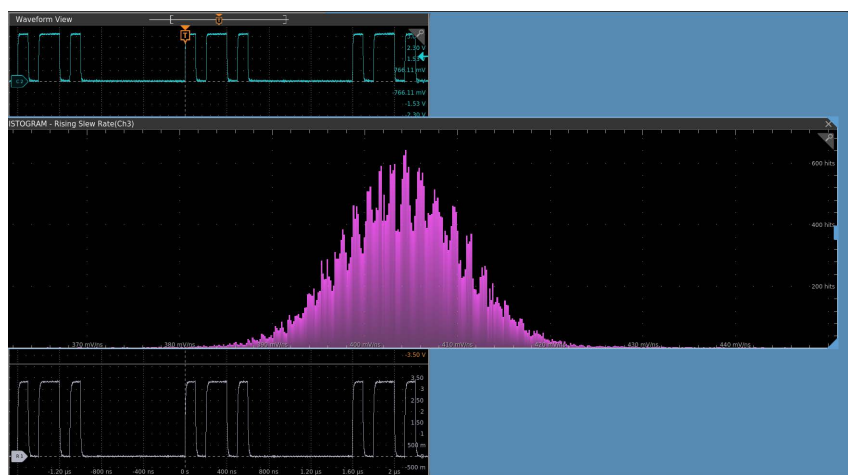 Waveform View
T
T
2.30 V
1.53
766.11 mV
C 3
-766.11 mV
-1.53 V
-2.30 V
ISTOGRAM - Rising Slew Rate(Ch3)
600 hits
400 hits
200 hits
370 mV/ns
380 mV/ns
400 mV/ns
410 mV/ns
430 mV/ns
440 mV/ns
-3.50 V
3.50
3
2.50
2
1.50
1
500 m
-500 m
-1.20 µs
-800 ns
-400 ns
0 s
400 ns
800 ns
1.20 µs
1.60 µs
2 µs